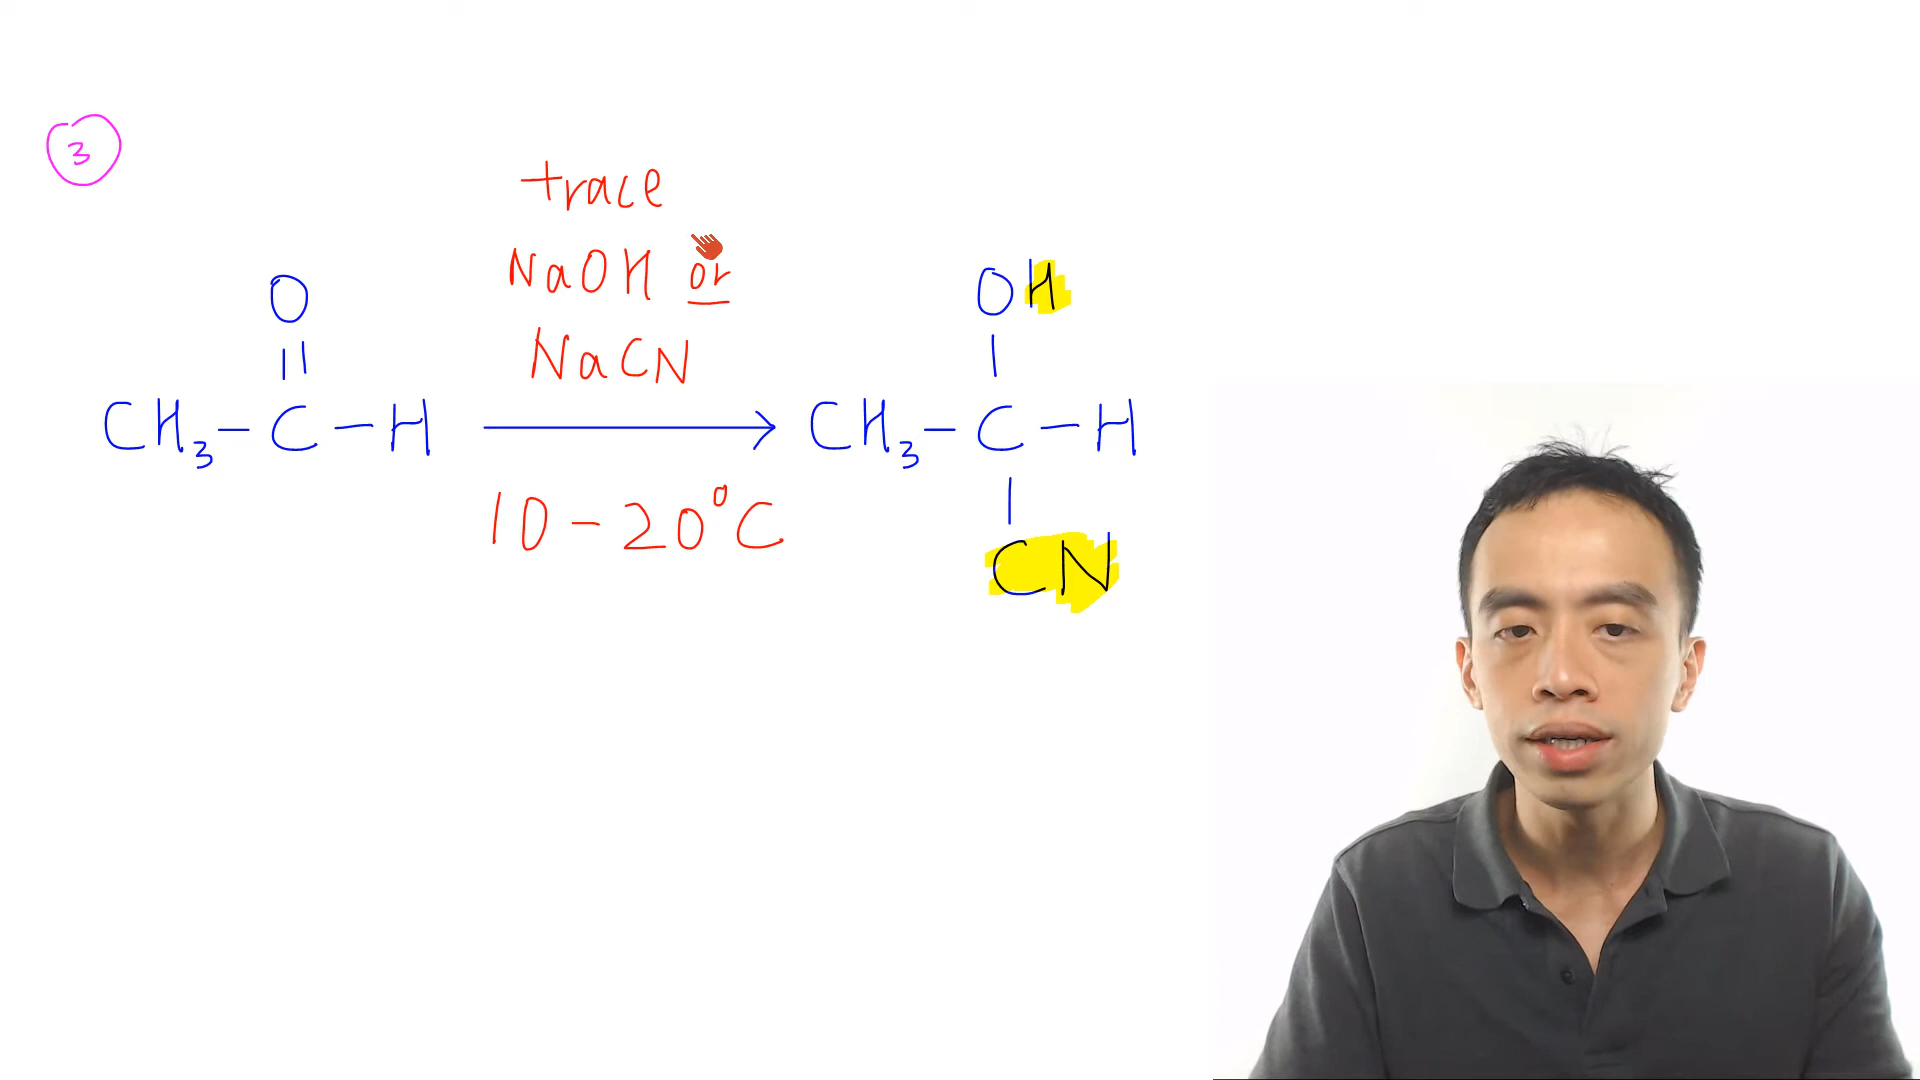 3
trace
NaOH or
NaCN
O
||
CH₃–C–H
10–20°C
OH
|
CH₃–C–H
|
CN